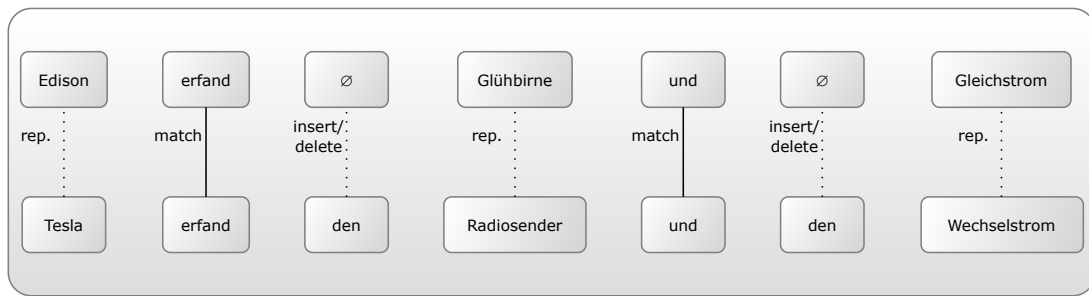 Edison erfand ∅ Glühbirne und ∅ Gleichstrom
rep. match insert/ rep. match insert/ rep.
delete delete
Tesla erfand den Radiosender und den Wechselstrom